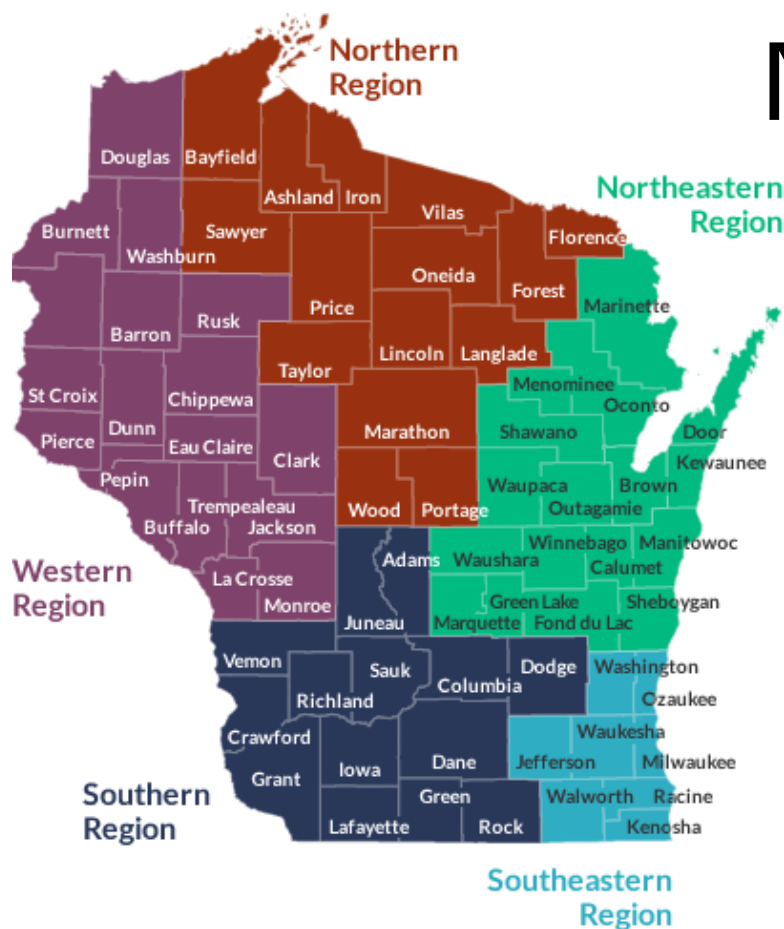 Northern
Region
N
Northeastern
Region
Douglas
Bayfield
Ashland
Iron
Vilas
Florence
Burnett
Washburn
Sawyer
Oneida
Forest
Marinette
Barron
Rusk
Price
Lincoln
Langlade
Taylor
St Croix
Chippewa
Menominee
Oconto
Pierce
Dunn
Eau Claire
Clark
Marathon
Shawano
Door
Kewaunee
Pepin
Trempealeau
Buffalo
Jackson
Wood
Portage
Waupaca
Brown
Outagamie
Western
Region
La Crosse
Monroe
Adams
Juneau
Waushara
Winnebago
Manitowoc
Calumet
Green Lake
Sheboygan
Marquette
Fond du Lac
Vernon
Richland
Sauk
Columbia
Dodge
Washington
Ozaukee
Crawford
Grant
Iowa
Dane
Jefferson
Waukesha
Milwaukee
Southern
Region
Lafayette
Green
Rock
Walworth
Racine
Kenosha
Southeastern
Region